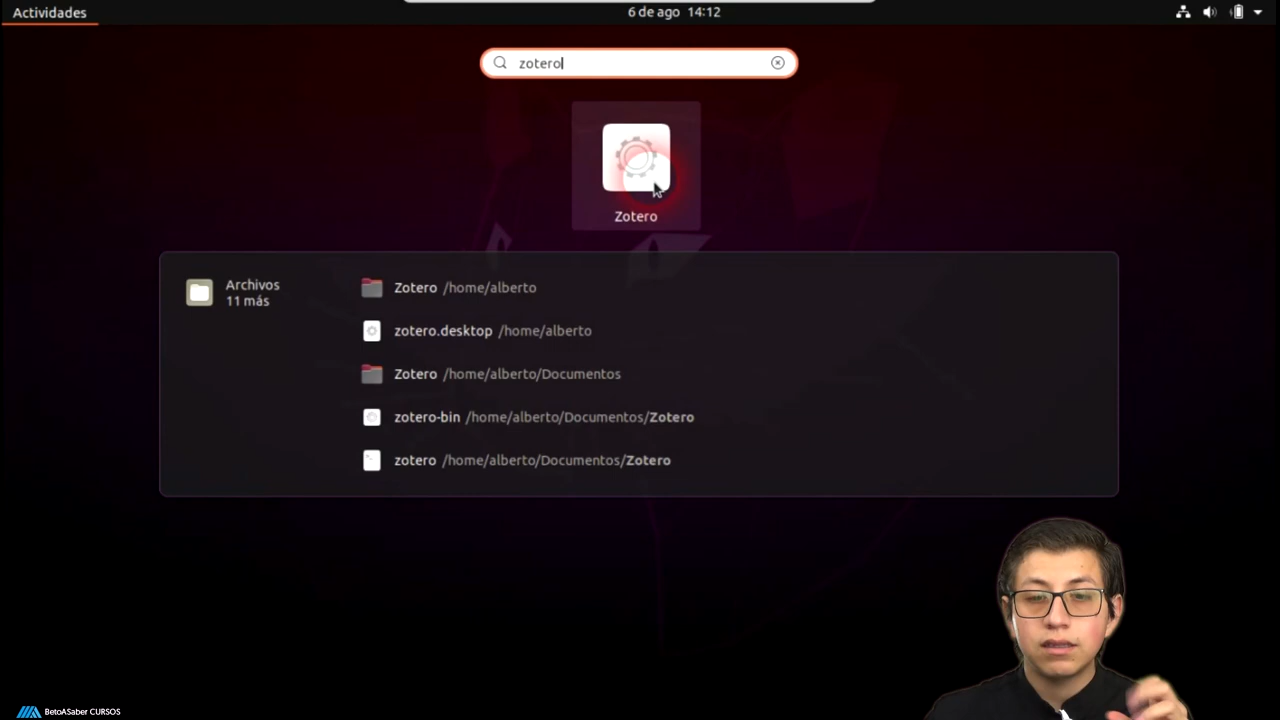 Actividades
6 de ago 14:12
zotero
Zotero
Archivos
11 más
Zotero /home/alberto
zotero.desktop /home/alberto
Zotero /home/alberto/Documentos
zotero-bin /home/alberto/Documentos/Zotero
zotero /home/alberto/Documentos/Zotero
BetoASaber CURSOS